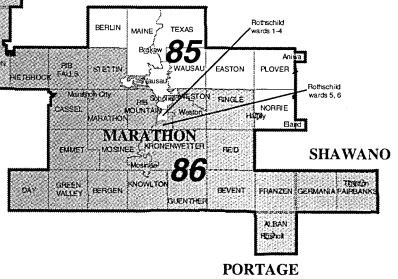 BERLIN MAINE TEXAS
Rothschild
wards 1-4
Brokaw
85
RIB
FALLS
STETTIN
Wausau
WAUSAU EASTON PLOVER
Aniwa
RIETBROCK
Marathon City
RIB
MOUNTAIN
WESTON RINGLE
Rothschild
wards 5, 6
CASSEL
MARATHON
Weston
Hatley
NORRIE
Elderon
MARATHON
EMMET MOSINEE KRONENWETTER REID
SHAWANO
Mosinee
86
DAY GREEN
VALLEY
BERGEN KNOWLTON
GUENTHER
BEVENT FRANZEN GERMANIA
FAIRBANKS
ALBAN
Rosholt
PORTAGE